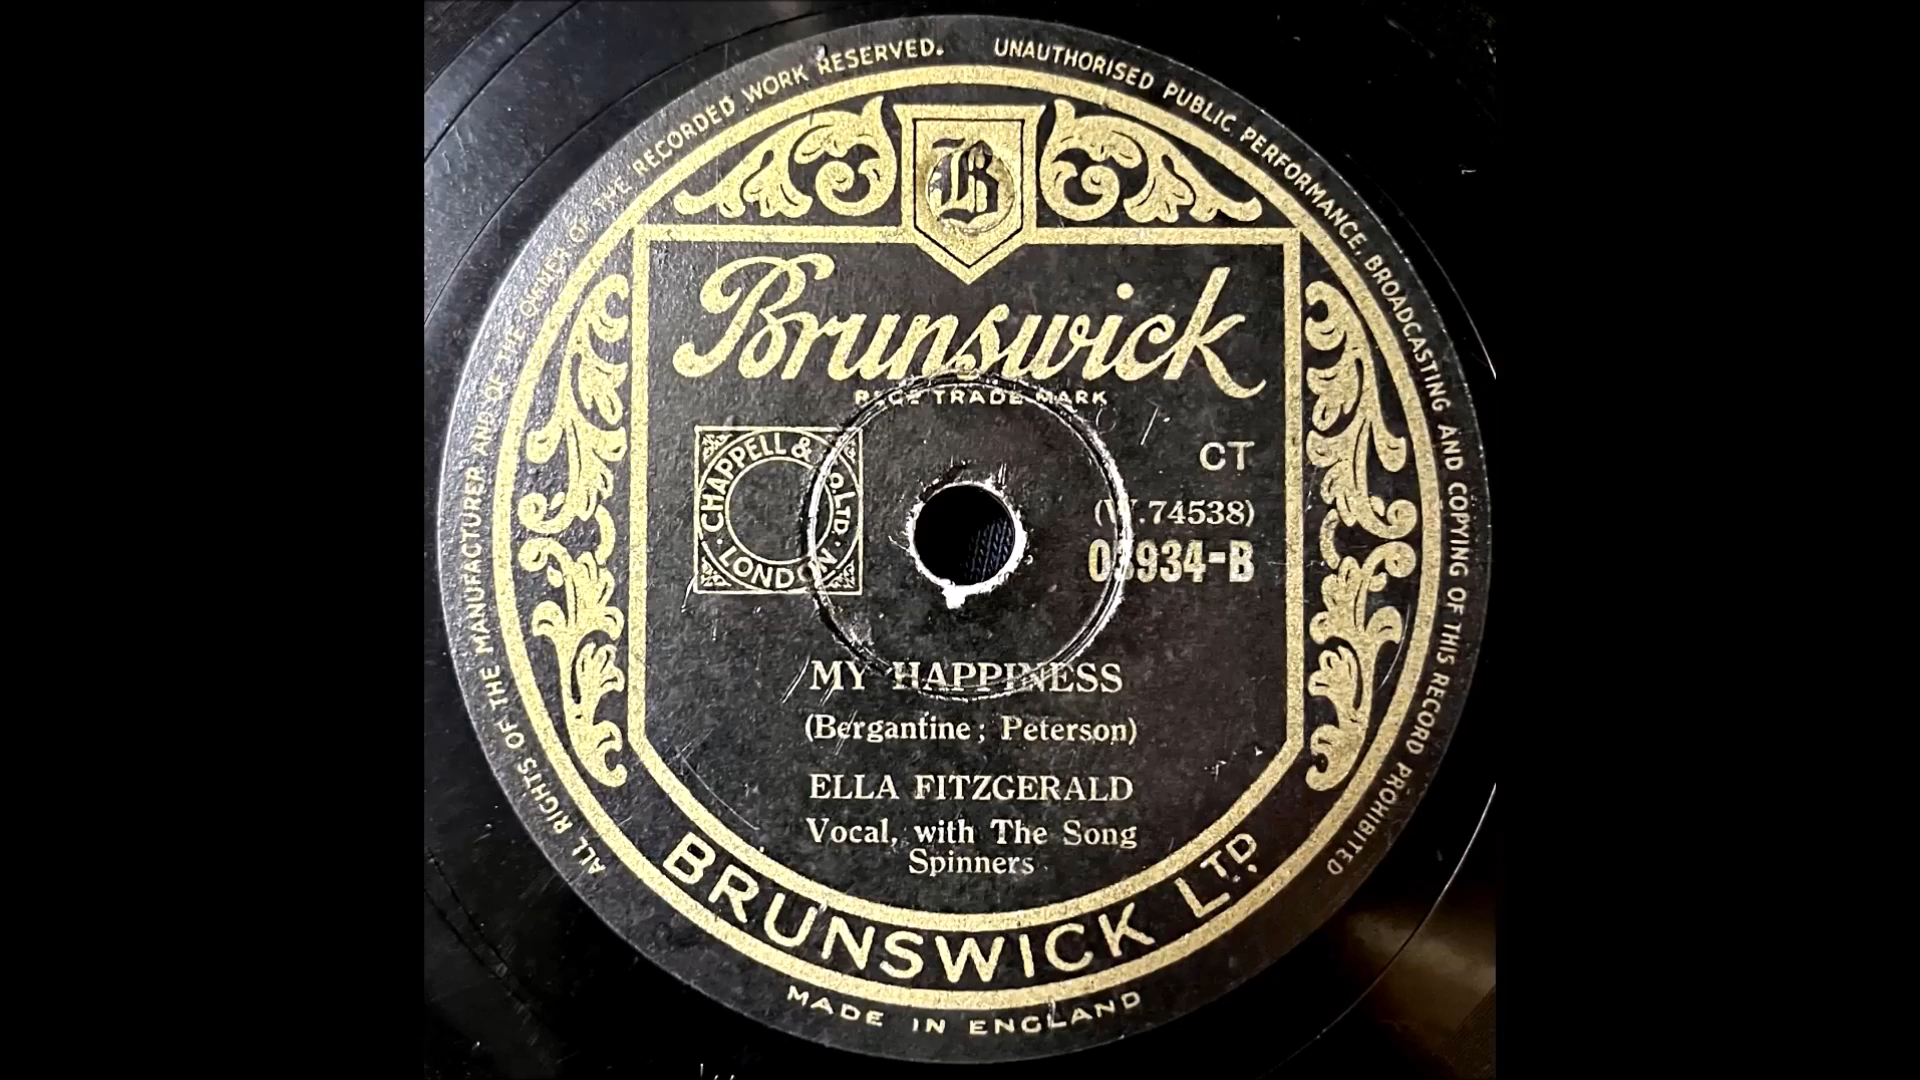 ALL RIGHTS OF THE MANUFACTURER AND OF THE OWNER OF THE RECORDED WORK RESERVED. UNAUTHORISED PUBLIC PERFORMANCE, BROADCASTING AND COPYING OF THIS RECORD PROHIBITED
B
Brunswick
REGD TRADE MARK
CHAPPELL & CO LTD. · LONDON ·
CT
(W.74538)
03934-B
MY HAPPINESS
(Bergantine; Peterson)
ELLA FITZGERALD
Vocal, with The Song
Spinners
BRUNSWICK LTD.
MADE IN ENGLAND